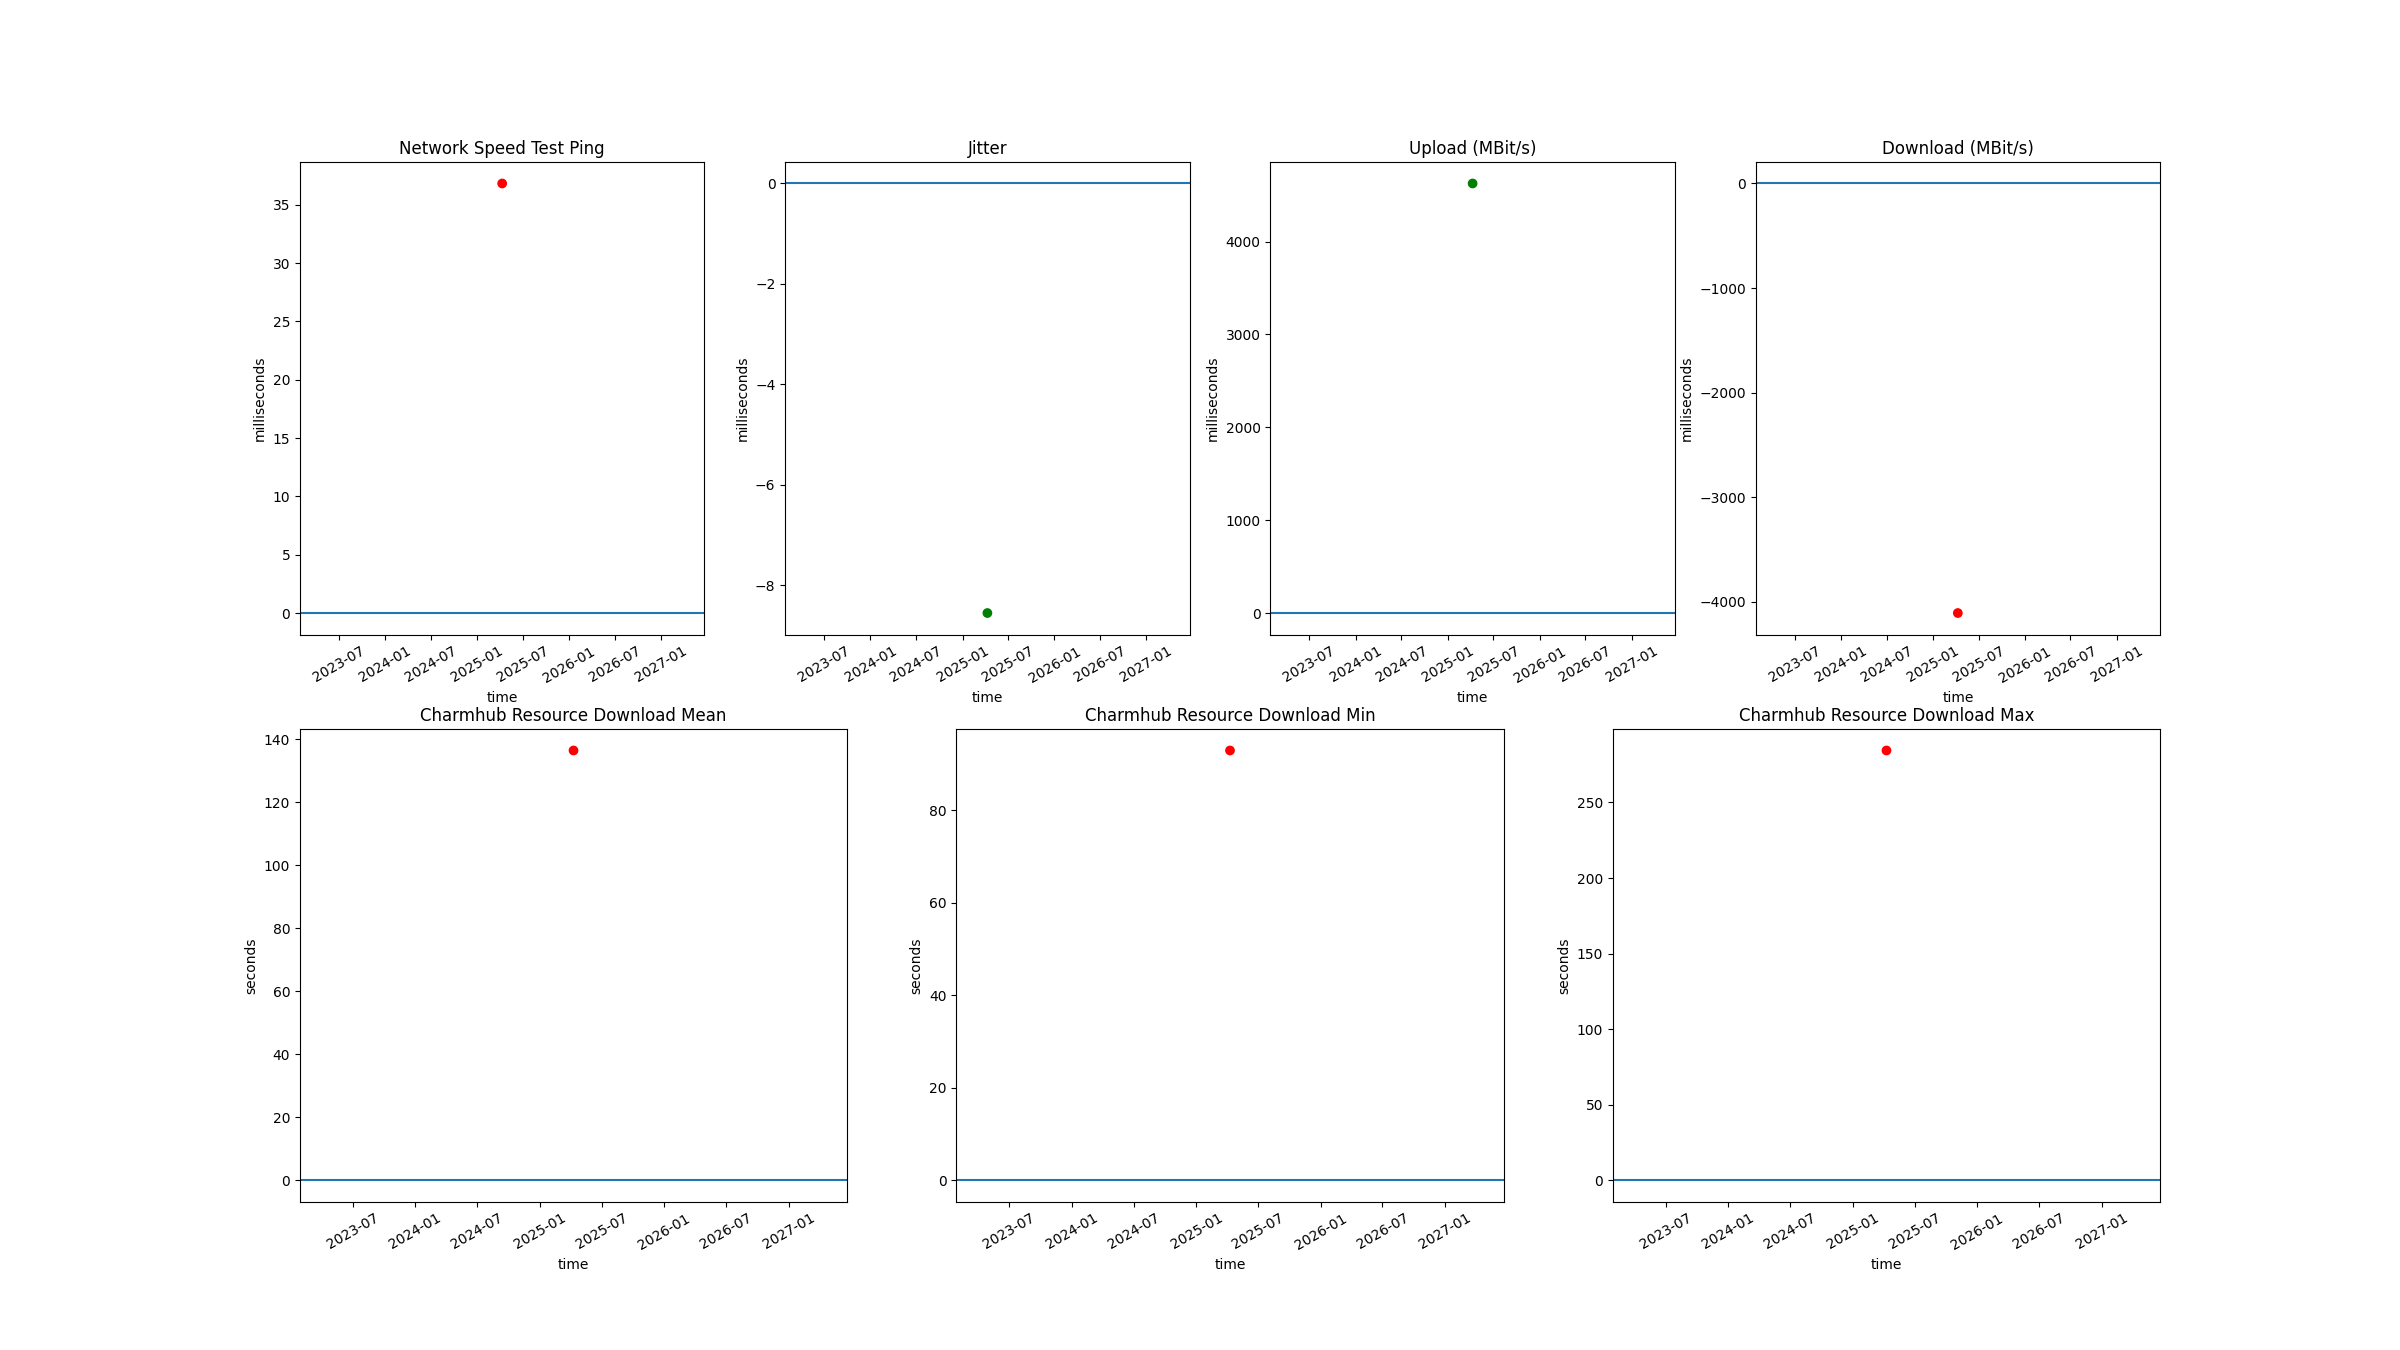 Network Speed Test Ping
milliseconds
35
30
25
20
15
10
5
0
2023-07 2024-01 2024-07 2025-01 2025-07 2026-01 2026-07 2027-01
time
Jitter
milliseconds
0
−2
−4
−6
−8
2023-07 2024-01 2024-07 2025-01 2025-07 2026-01 2026-07 2027-01
time
Upload (MBit/s)
milliseconds
4000
3000
2000
1000
0
2023-07 2024-01 2024-07 2025-01 2025-07 2026-01 2026-07 2027-01
time
Download (MBit/s)
milliseconds
0
−1000
−2000
−3000
−4000
2023-07 2024-01 2024-07 2025-01 2025-07 2026-01 2026-07 2027-01
time
Charmhub Resource Download Mean
seconds
140
120
100
80
60
40
20
0
2023-07 2024-01 2024-07 2025-01 2025-07 2026-01 2026-07 2027-01
time
Charmhub Resource Download Min
seconds
80
60
40
20
0
2023-07 2024-01 2024-07 2025-01 2025-07 2026-01 2026-07 2027-01
time
Charmhub Resource Download Max
seconds
250
200
150
100
50
0
2023-07 2024-01 2024-07 2025-01 2025-07 2026-01 2026-07 2027-01
time